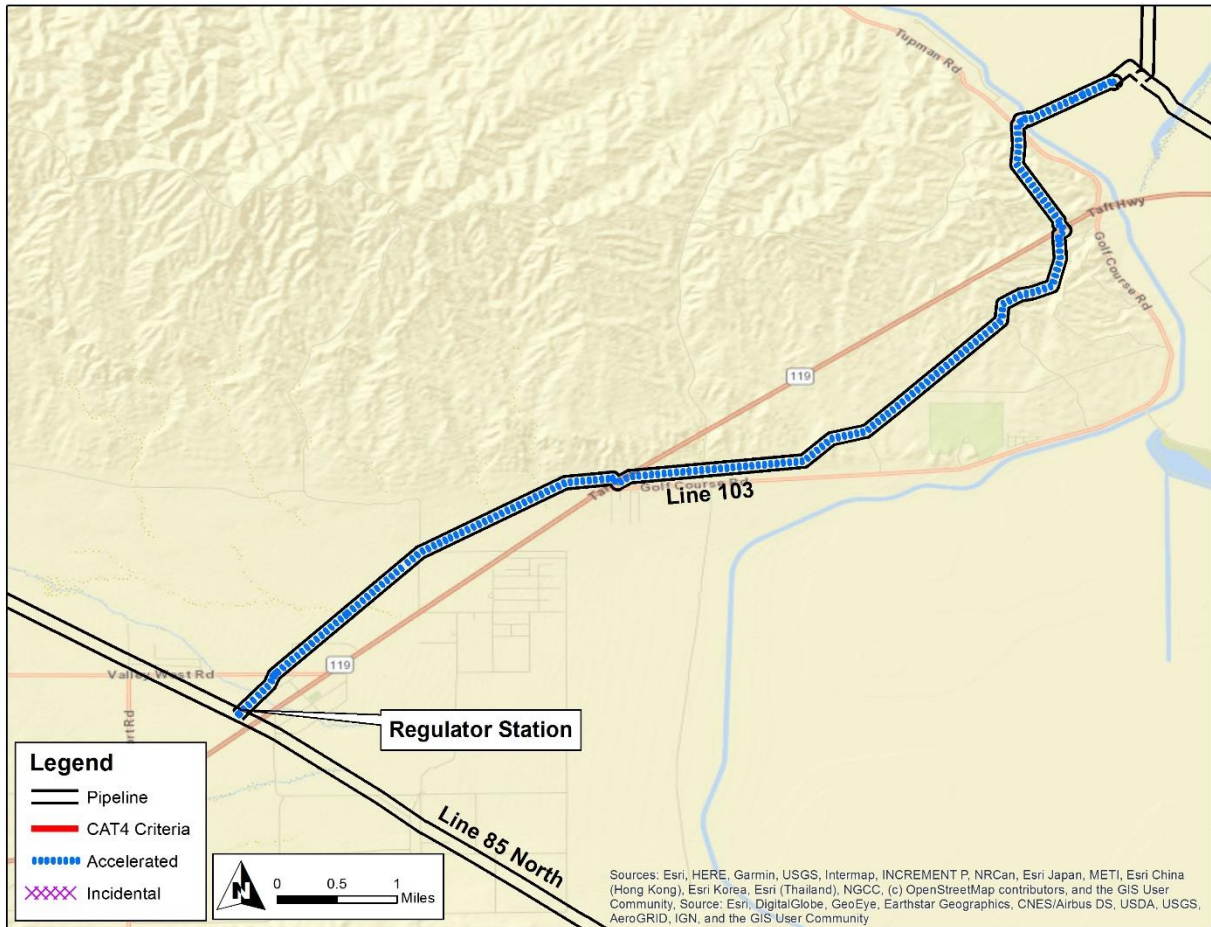 Tupman Rd
Taft Hwy
Golf Course Rd
119
Golf Course Rd
Line 103
119
Valley West Rd
Regulator Station
Line 85 North
Legend
Pipeline
CAT4 Criteria
Accelerated
Incidental
N
0 0.5 1
Miles
Sources: Esri, HERE, Garmin, USGS, Intermap, INCREMENT P, NRCan, Esri Japan, METI, Esri China
(Hong Kong), Esri Korea, Esri (Thailand), NGCC, (c) OpenStreetMap contributors, and the GIS User
Community, Source: Esri, DigitalGlobe, GeoEye, Earthstar Geographics, CNES/Airbus DS, USDA, USGS,
AeroGRID, IGN, and the GIS User Community